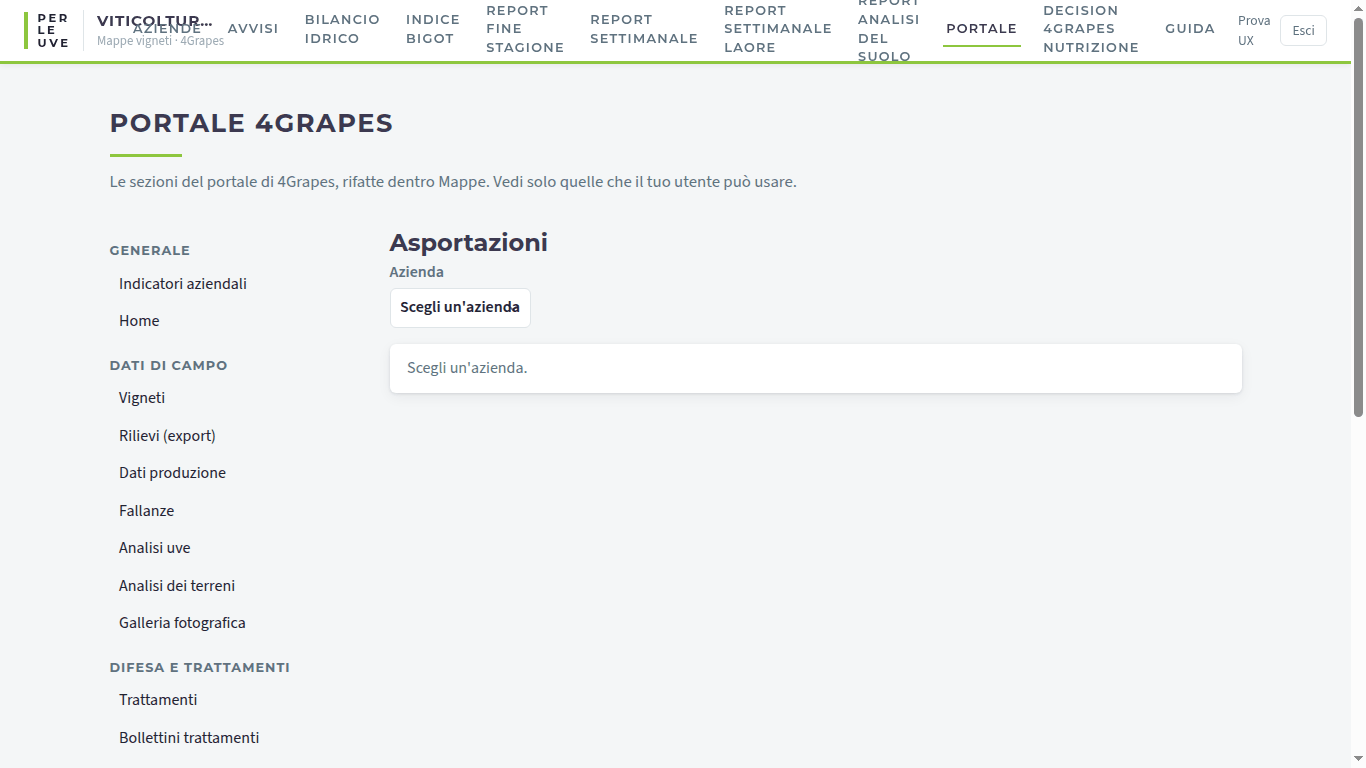 PER
LE
UVE
VITICOLTUR...
Mappe vigneti · 4Grapes
AZIENDE
AVVISI
BILANCIO
IDRICO
INDICE
BIGOT
REPORT
FINE
STAGIONE
REPORT
SETTIMANALE
REPORT
SETTIMANALE
LAORE
REPORT
ANALISI
DEL
SUOLO
PORTALE
DECISION
4GRAPES
NUTRIZIONE
GUIDA
Prova
UX
Esci
PORTALE 4GRAPES
Le sezioni del portale di 4Grapes, rifatte dentro Mappe. Vedi solo quelle che il tuo utente può usare.
GENERALE
Indicatori aziendali
Home
DATI DI CAMPO
Vigneti
Rilievi (export)
Dati produzione
Fallanze
Analisi uve
Analisi dei terreni
Galleria fotografica
DIFESA E TRATTAMENTI
Trattamenti
Bollettini trattamenti
Asportazioni
Azienda
Scegli un'azienda
Scegli un'azienda.